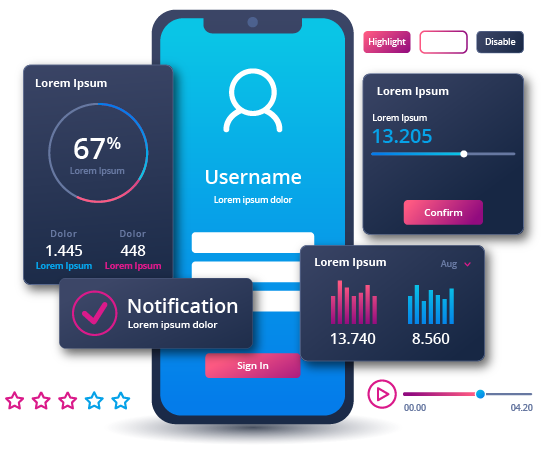 Highlight
Disable
Lorem Ipsum
67%
Lorem Ipsum
Dolor
Dolor
1.445
448
Lorem Ipsum
Lorem Ipsum
Username
Lorem ipsum dolor
Sign In
Lorem Ipsum
Lorem Ipsum
13.205
Confirm
Notification
Lorem ipsum dolor
Lorem Ipsum
Aug
13.740
8.560
00.00
04.20